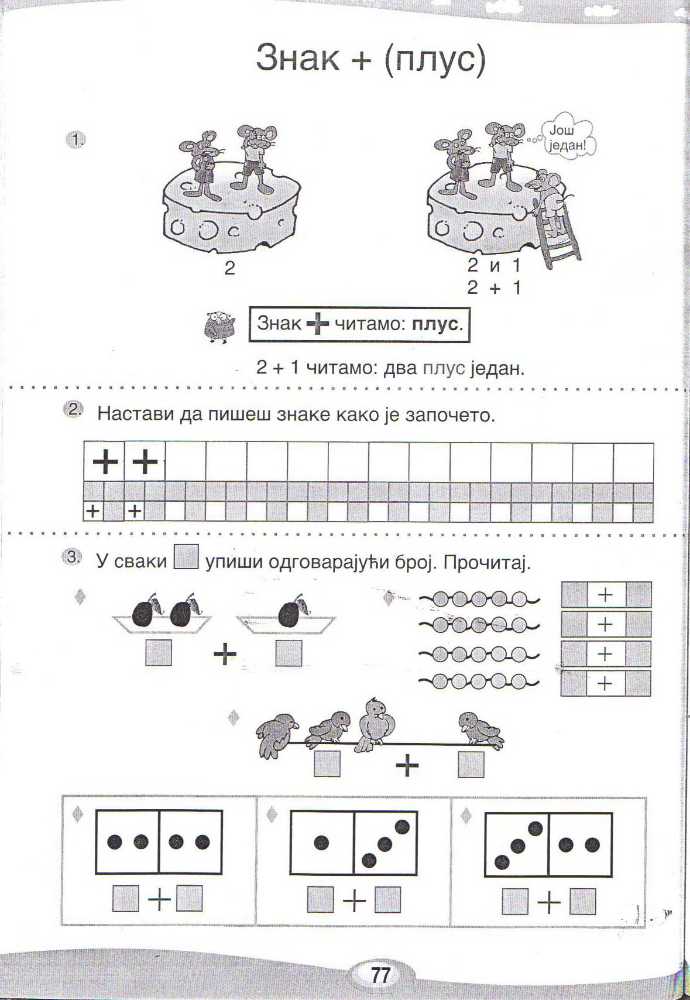 Знак + (плус)
1.
Још
један!
2
2 и 1
2 + 1
Знак + читамо: плус.
2 + 1 читамо: два плус један.
2. Настави да пишеш знаке како је започето.
+ +
+ +
3. У сваки упиши одговарајући број. Прочитај.
+
+
+
+
+
+
+ + +
77